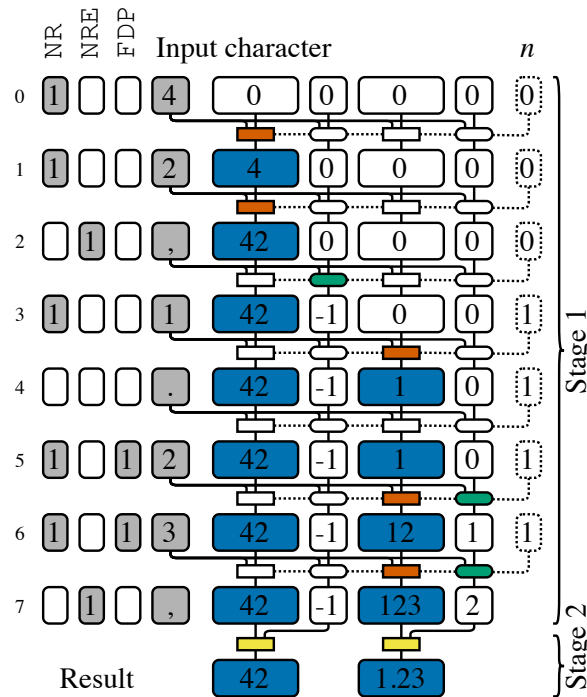 NR NRE FDP Input character n
0 1 4 0 0 0 0 0
1 1 2 4 0 0 0 0
2 1 , 42 0 0 0 0
3 1 1 42 -1 0 0 1
4 . 42 -1 1 0 1
5 1 1 2 42 -1 1 0 1
6 1 1 3 42 -1 12 1 1
7 1 , 42 -1 123 2
Result 42 1.23
Stage 1
Stage 2